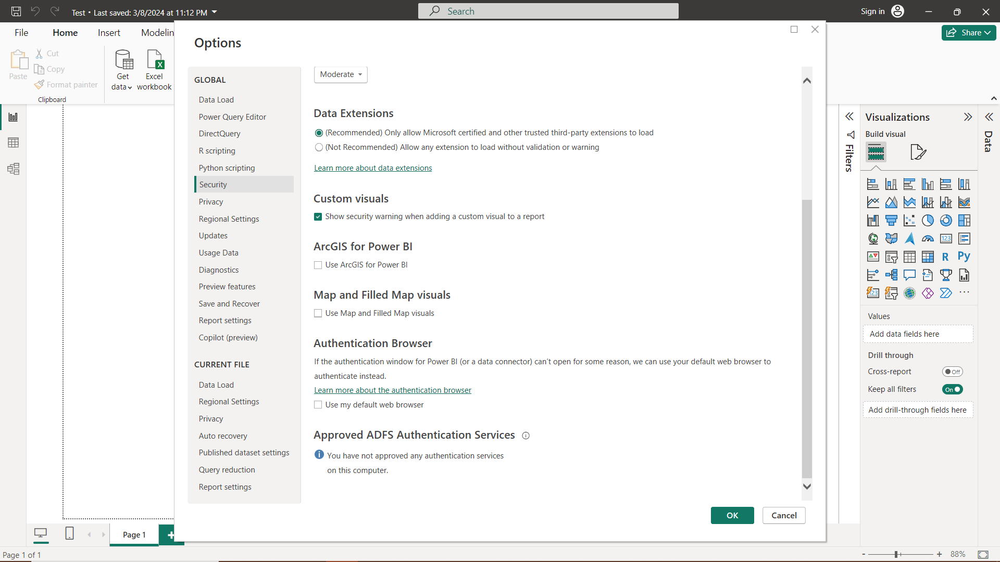 Test • Last saved: 3/8/2024 at 11:12 PM
Search
Sign in
File
Home
Insert
Modelin
Share
Paste
Cut
Copy
Format painter
Clipboard
Get
data
Excel
workbook
Options
GLOBAL
Data Load
Power Query Editor
DirectQuery
R scripting
Python scripting
Security
Privacy
Regional Settings
Updates
Usage Data
Diagnostics
Preview features
Save and Recover
Report settings
Copilot (preview)
CURRENT FILE
Data Load
Regional Settings
Privacy
Auto recovery
Published dataset settings
Query reduction
Report settings
Moderate
Data Extensions
(Recommended) Only allow Microsoft certified and other trusted third-party extensions to load
(Not Recommended) Allow any extension to load without validation or warning
Learn more about data extensions
Custom visuals
Show security warning when adding a custom visual to a report
ArcGIS for Power BI
Use ArcGIS for Power BI
Map and Filled Map visuals
Use Map and Filled Map visuals
Authentication Browser
If the authentication window for Power BI (or a data connector) can't open for some reason, we can use your default web browser to
authenticate instead.
Learn more about the authentication browser
Use my default web browser
Approved ADFS Authentication Services
You have not approved any authentication services
on this computer.
OK
Cancel
Filters
Visualizations
Build visual
123
R
Py
123
Values
Add data fields here
Drill through
Cross-report
Off
Keep all filters
On
Add drill-through fields here
Data
Page 1
Page 1 of 1
- + 88%